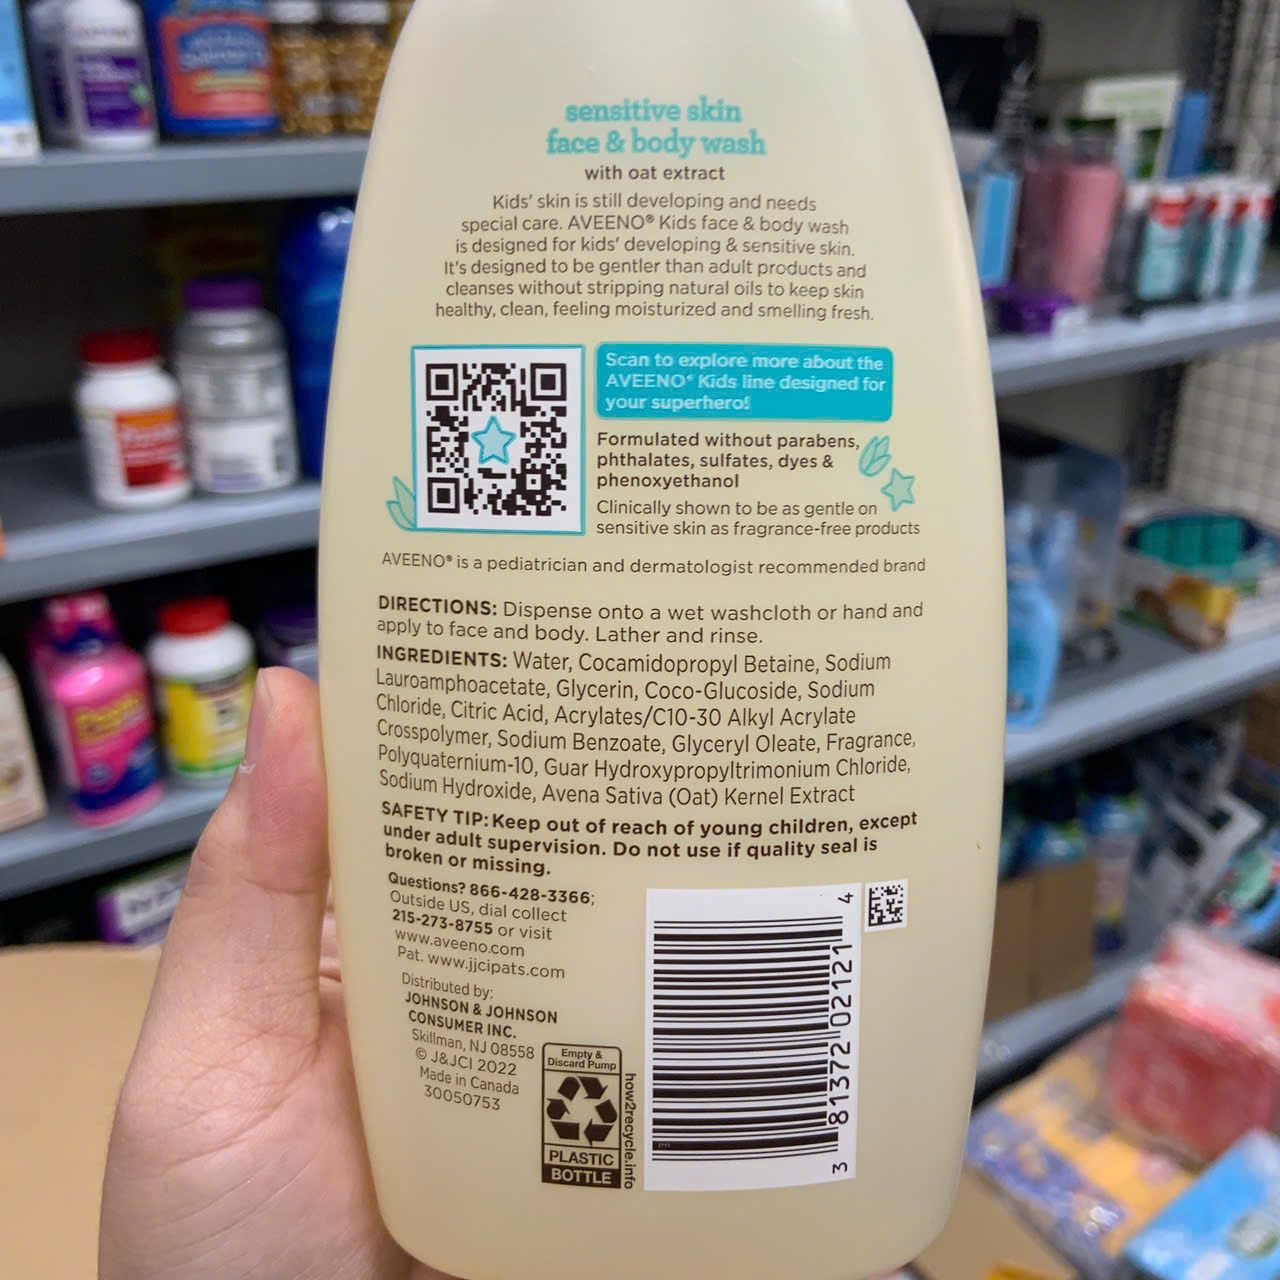 sensitive skin
face & body wash
with oat extract
Kids' skin is still developing and needs
special care. AVEENO® Kids face & body wash
is designed for kids' developing & sensitive skin.
It's designed to be gentler than adult products and
cleanses without stripping natural oils to keep skin
healthy, clean, feeling moisturized and smelling fresh.
Scan to explore more about the
AVEENO® Kids line designed for
your superhero!
Formulated without parabens,
phthalates, sulfates, dyes &
phenoxyethanol
Clinically shown to be as gentle on
sensitive skin as fragrance-free products
AVEENO® is a pediatrician and dermatologist recommended brand
DIRECTIONS: Dispense onto a wet washcloth or hand and
apply to face and body. Lather and rinse.
INGREDIENTS: Water, Cocamidopropyl Betaine, Sodium
Lauroamphoacetate, Glycerin, Coco-Glucoside, Sodium
Chloride, Citric Acid, Acrylates/C10-30 Alkyl Acrylate
Crosspolymer, Sodium Benzoate, Glyceryl Oleate, Fragrance,
Polyquaternium-10, Guar Hydroxypropyltrimonium Chloride,
Sodium Hydroxide, Avena Sativa (Oat) Kernel Extract
SAFETY TIP: Keep out of reach of young children, except
under adult supervision. Do not use if quality seal is
broken or missing.
Questions? 866-428-3366;
Outside US, dial collect
215-273-8755 or visit
www.aveeno.com
Pat. www.jjcipats.com
Distributed by:
JOHNSON & JOHNSON
CONSUMER INC.
Skillman, NJ 08558
© J&JCI 2022
Made in Canada
30050753
Empty &
Discard Pump
PLASTIC
BOTTLE
how2recycle.info
3 81372 02121 4